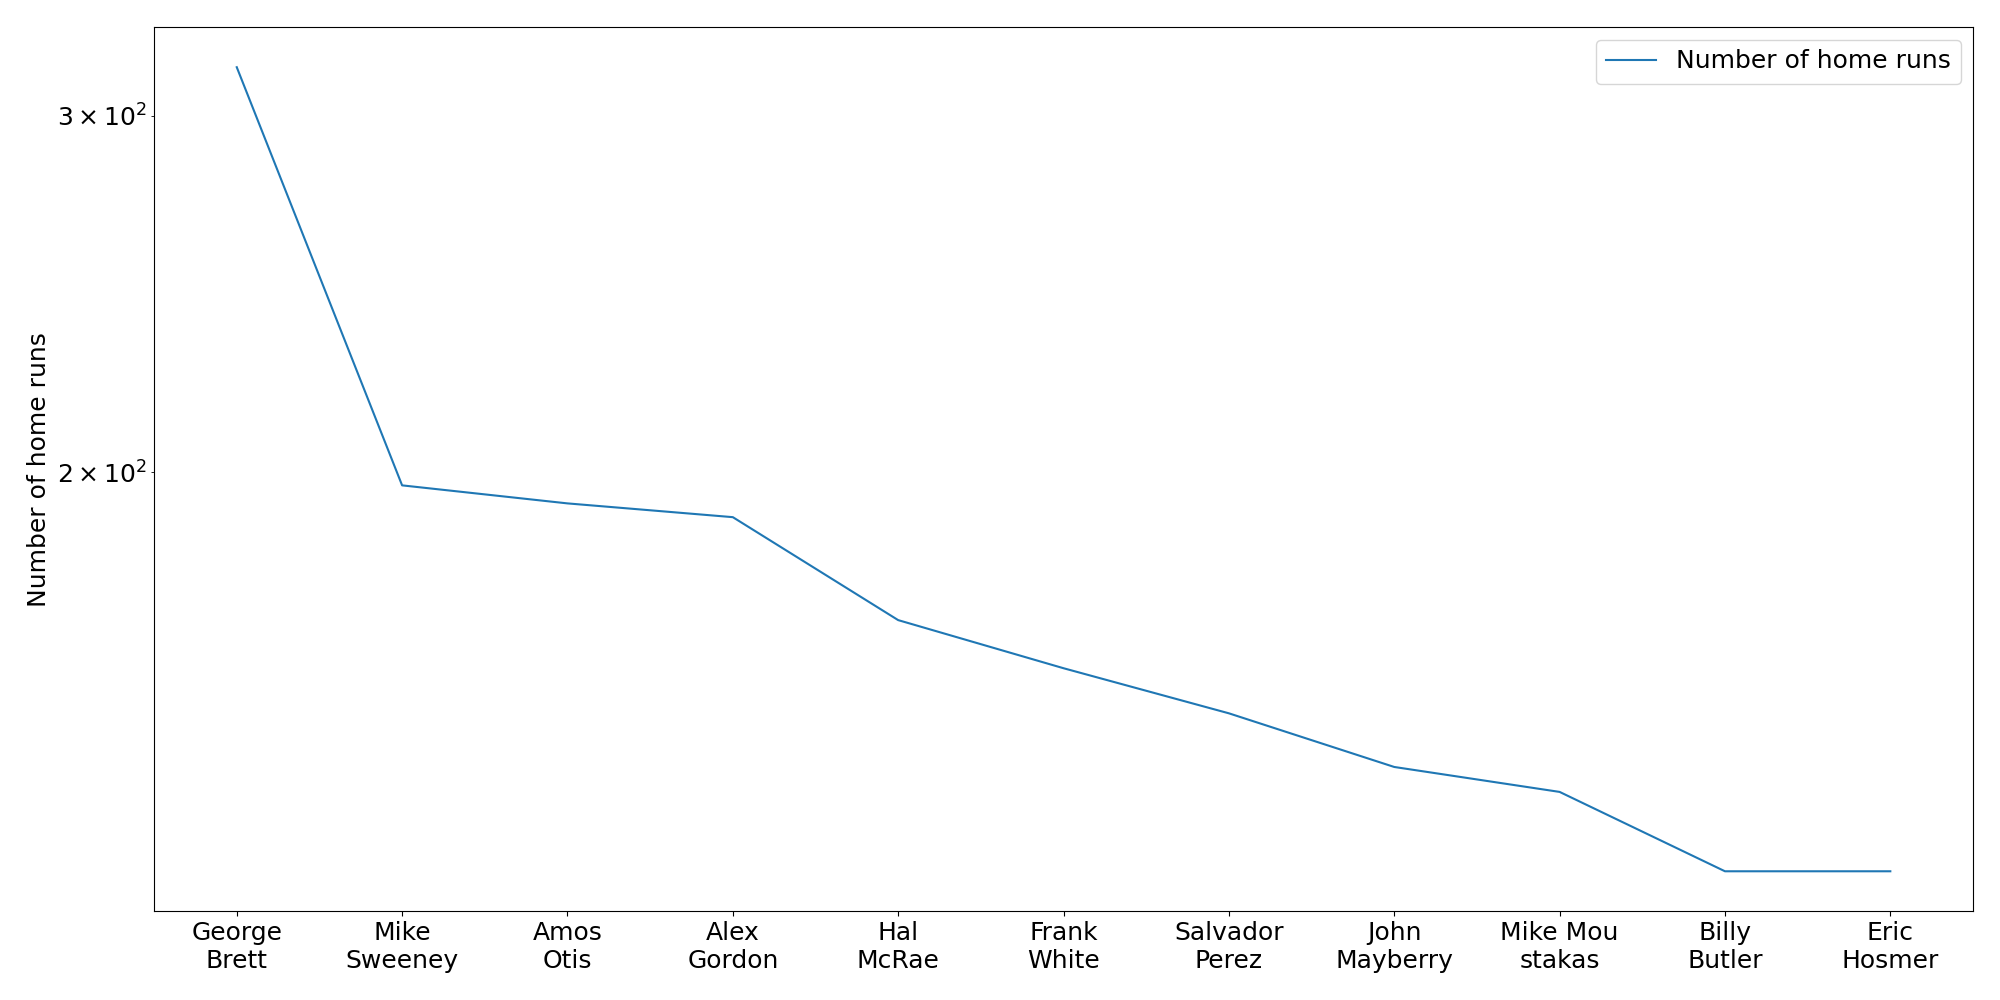 Number of home runs
3 × 10²
2 × 10²
Number of home runs
George
Brett
Mike
Sweeney
Amos
Otis
Alex
Gordon
Hal
McRae
Frank
White
Salvador
Perez
John
Mayberry
Mike Mou
stakas
Billy
Butler
Eric
Hosmer